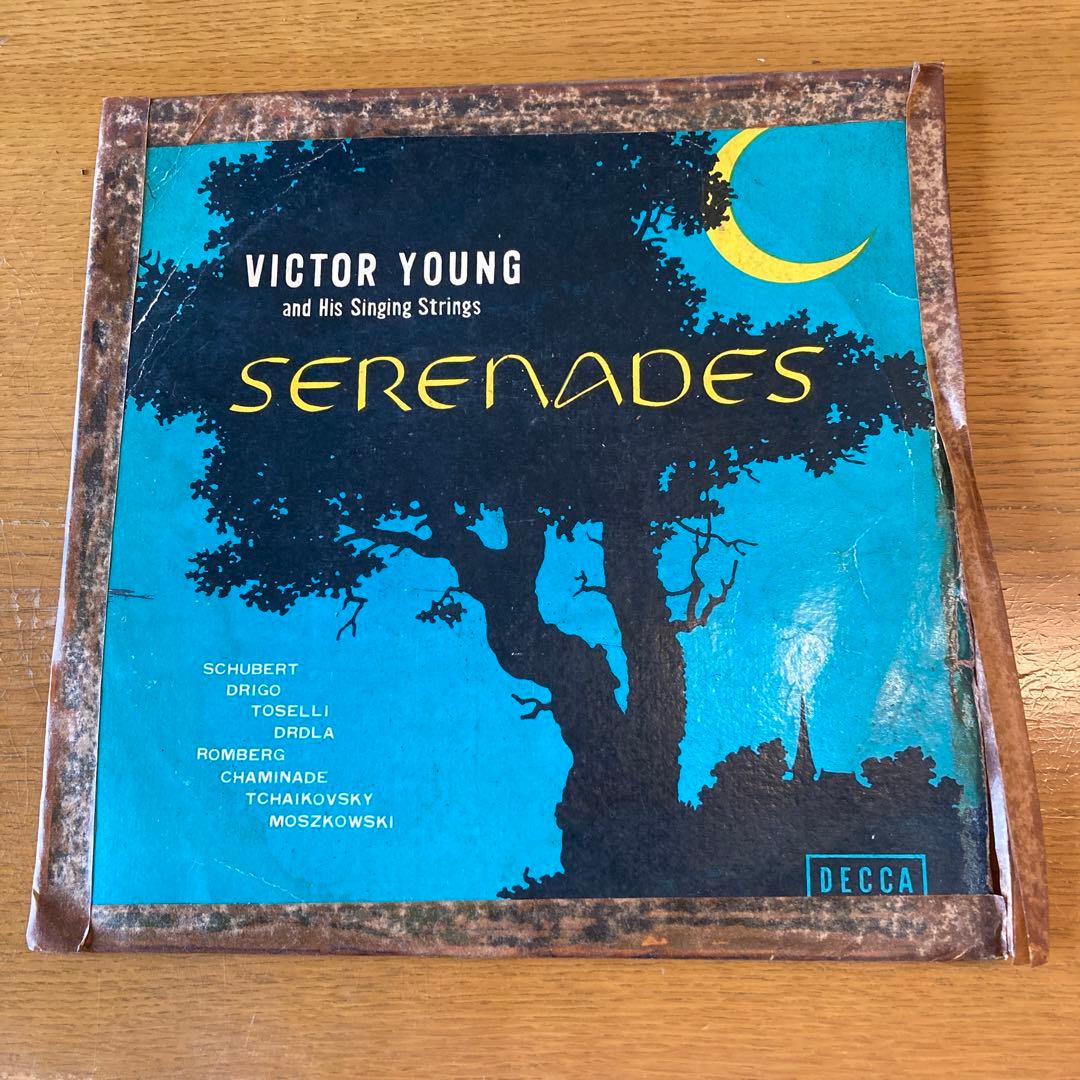 VICTOR YOUNG
and His Singing Strings
SERENADES
SCHUBERT
DRIGO
TOSELLI
DRDLA
ROMBERG
CHAMINADE
TCHAIKOVSKY
MOSZKOWSKI
DECCA